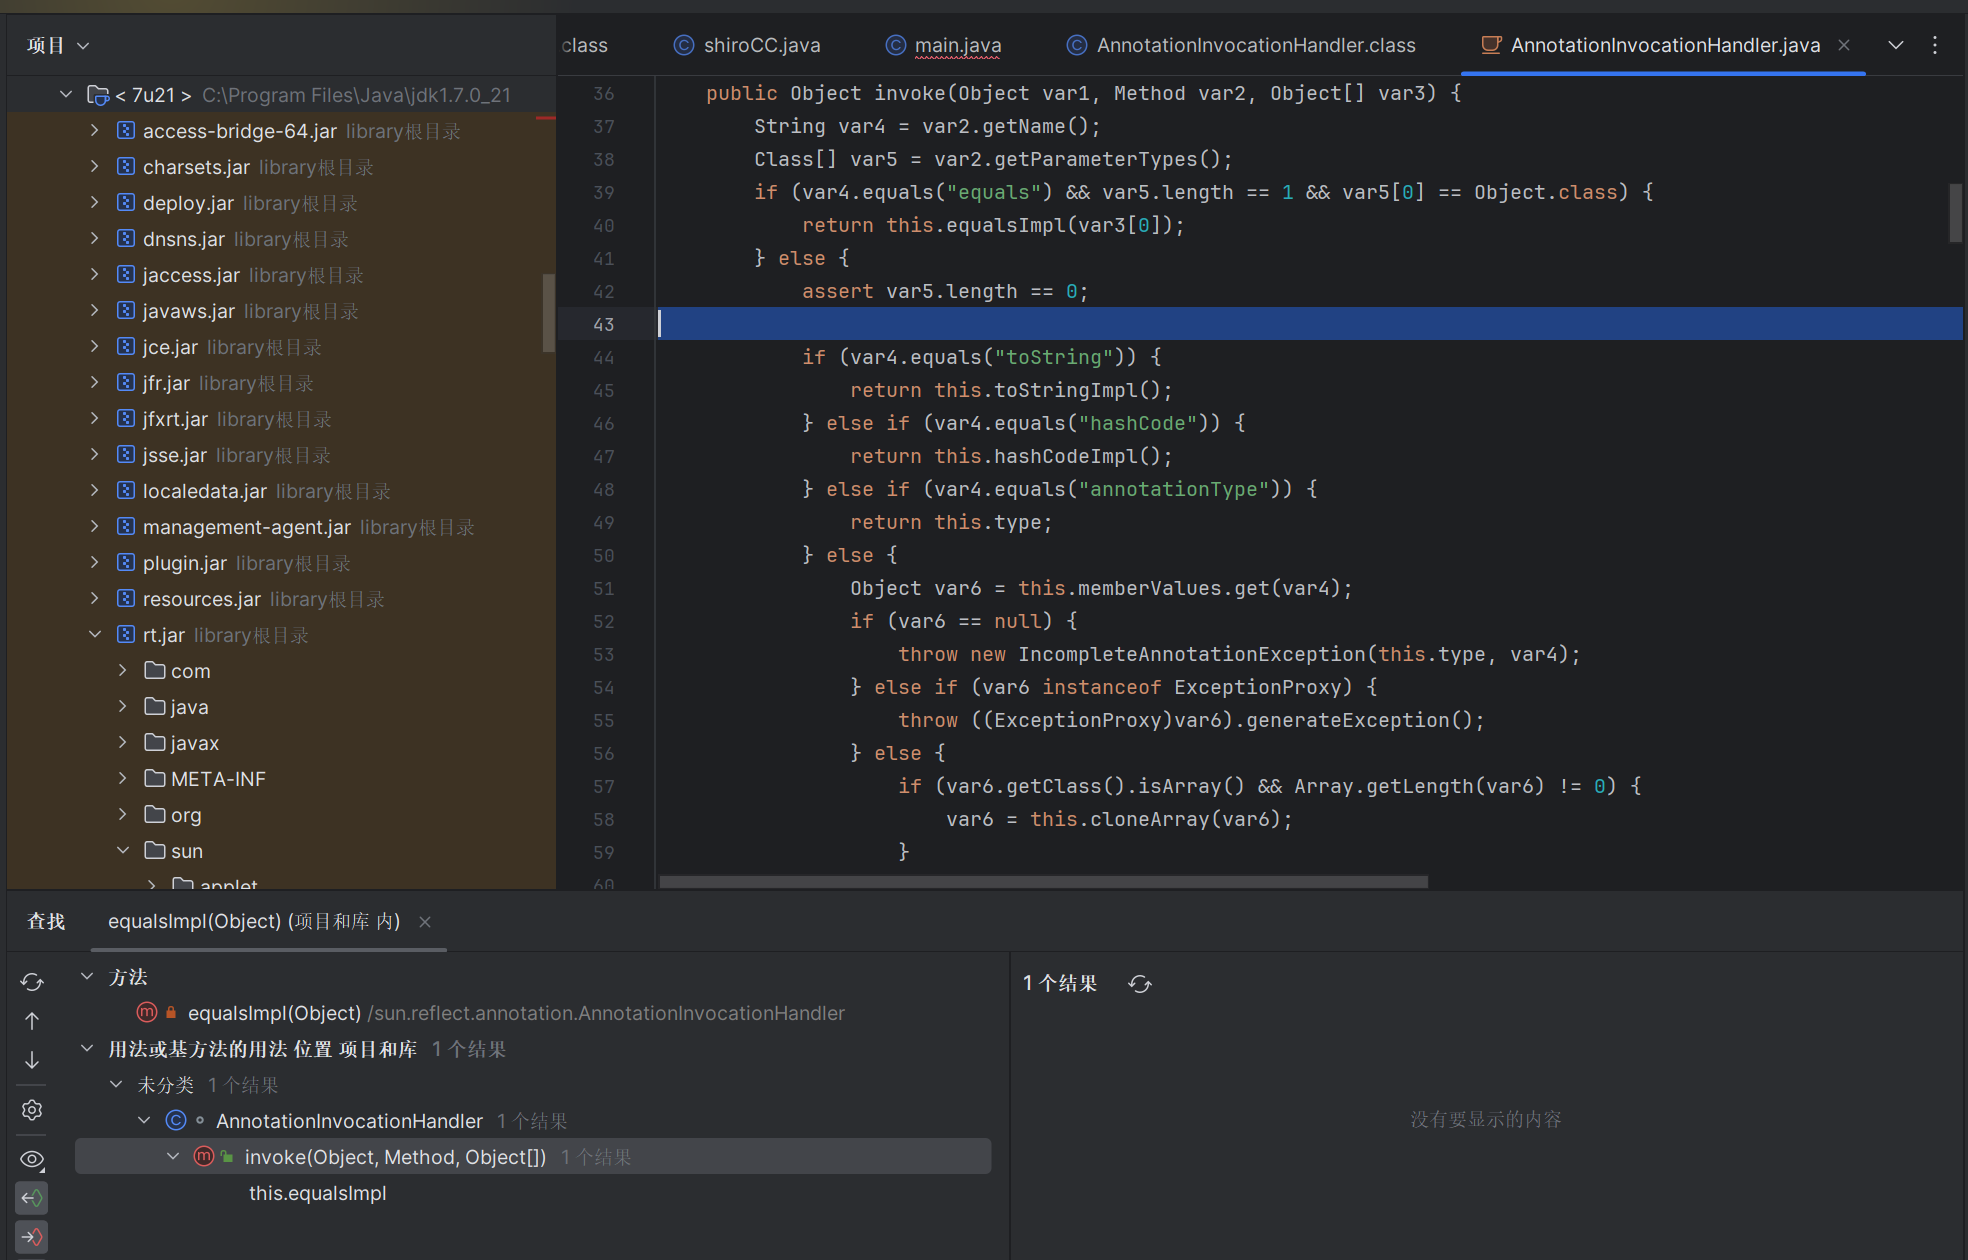 项目
class
shiroCC.java
main.java
AnnotationInvocationHandler.class
AnnotationInvocationHandler.java
< 7u21 > C:\Program Files\Java\jdk1.7.0_21
access-bridge-64.jar library根目录
charsets.jar library根目录
deploy.jar library根目录
dnsns.jar library根目录
jaccess.jar library根目录
javaws.jar library根目录
jce.jar library根目录
jfr.jar library根目录
jfxrt.jar library根目录
jsse.jar library根目录
localedata.jar library根目录
management-agent.jar library根目录
plugin.jar library根目录
resources.jar library根目录
rt.jar library根目录
com
java
javax
META-INF
org
sun
applet
36 public Object invoke(Object var1, Method var2, Object[] var3) {
37 String var4 = var2.getName();
38 Class[] var5 = var2.getParameterTypes();
39 if (var4.equals("equals") && var5.length == 1 && var5[0] == Object.class) {
40 return this.equalsImpl(var3[0]);
41 } else {
42 assert var5.length == 0;
43
44 if (var4.equals("toString")) {
45 return this.toStringImpl();
46 } else if (var4.equals("hashCode")) {
47 return this.hashCodeImpl();
48 } else if (var4.equals("annotationType")) {
49 return this.type;
50 } else {
51 Object var6 = this.memberValues.get(var4);
52 if (var6 == null) {
53 throw new IncompleteAnnotationException(this.type, var4);
54 } else if (var6 instanceof ExceptionProxy) {
55 throw ((ExceptionProxy)var6).generateException();
56 } else {
57 if (var6.getClass().isArray() && Array.getLength(var6) != 0) {
58 var6 = this.cloneArray(var6);
59 }
60
查找
equalsImpl(Object) (项目和库 内)
方法
equalsImpl(Object) /sun.reflect.annotation.AnnotationInvocationHandler
用法或基方法的用法 位置 项目和库 1 个结果
未分类 1 个结果
AnnotationInvocationHandler 1 个结果
invoke(Object, Method, Object[]) 1 个结果
this.equalsImpl
1 个结果
没有要显示的内容